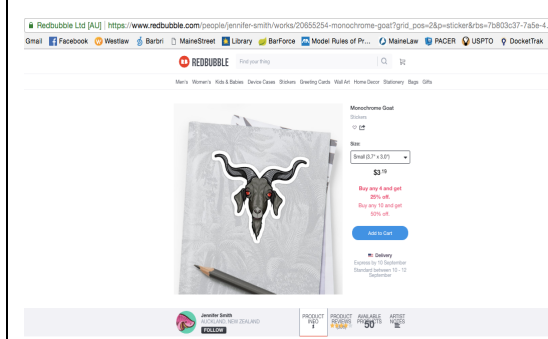 Redbubble Ltd [AU] https://www.redbubble.com/people/jennifer-smith/works/20655254-monochrome-goat?grid_pos=2&p=sticker&rbs=7b803c37-7a5e-4
Gmail Facebook Westlaw Barbri MaineStreet Library BarForce Model Rules of Pr... MaineLaw PACER USPTO DocketTrak
REDBUBBLE Find your thing
Men's Women's Kids & Babies Device Cases Stickers Greeting Cards Wall Art Home Decor Stationery Bags Gifts
Monochrome Goat
Stickers
Size:
Small (3.7" x 3.0")
Buy any 4 and get
25% off.
Buy any 10 and get
50% off.
Add to Cart
Delivery
Express by 10 September
Standard between 10 - 12
September
Jennifer Smith
AUCKLAND, NEW ZEALAND
FOLLOW
PRODUCT INFO
PRODUCT REVIEWS
AVAILABLE PRODUCTS
50
ARTIST NOTES